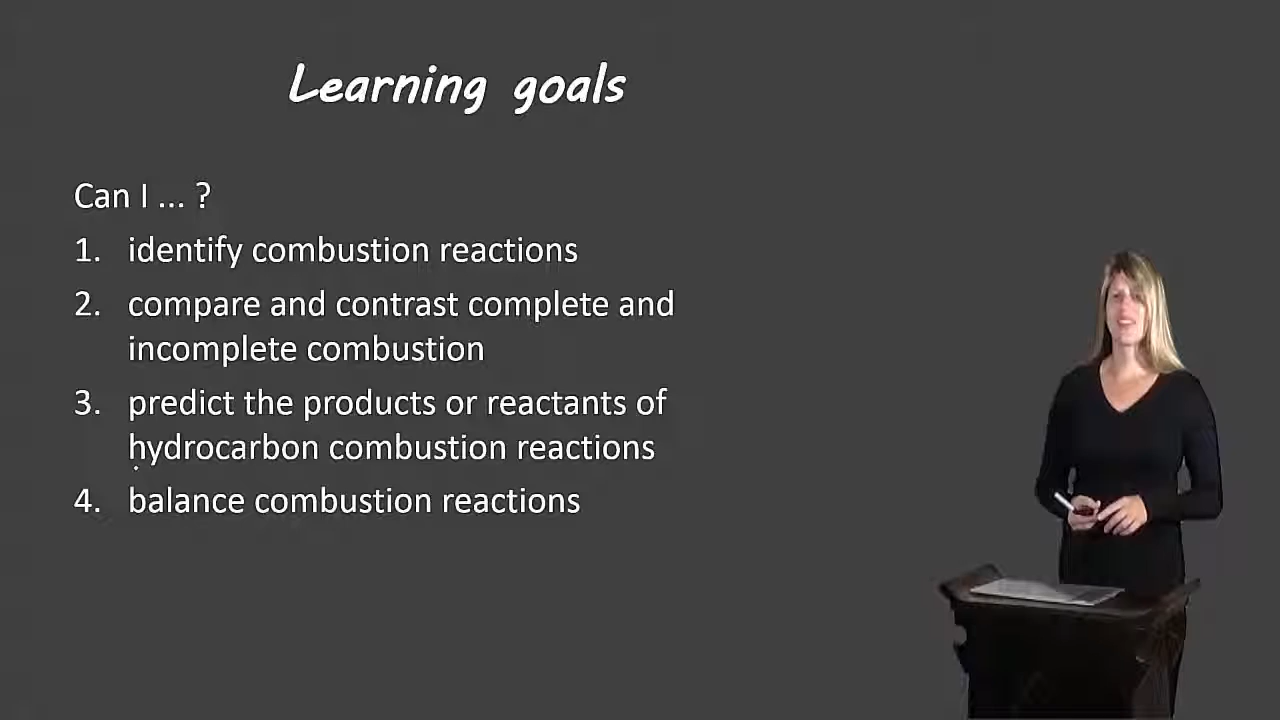 Learning goals
Can I ... ?
1. identify combustion reactions
2. compare and contrast complete and
incomplete combustion
3. predict the products or reactants of
hydrocarbon combustion reactions
4. balance combustion reactions